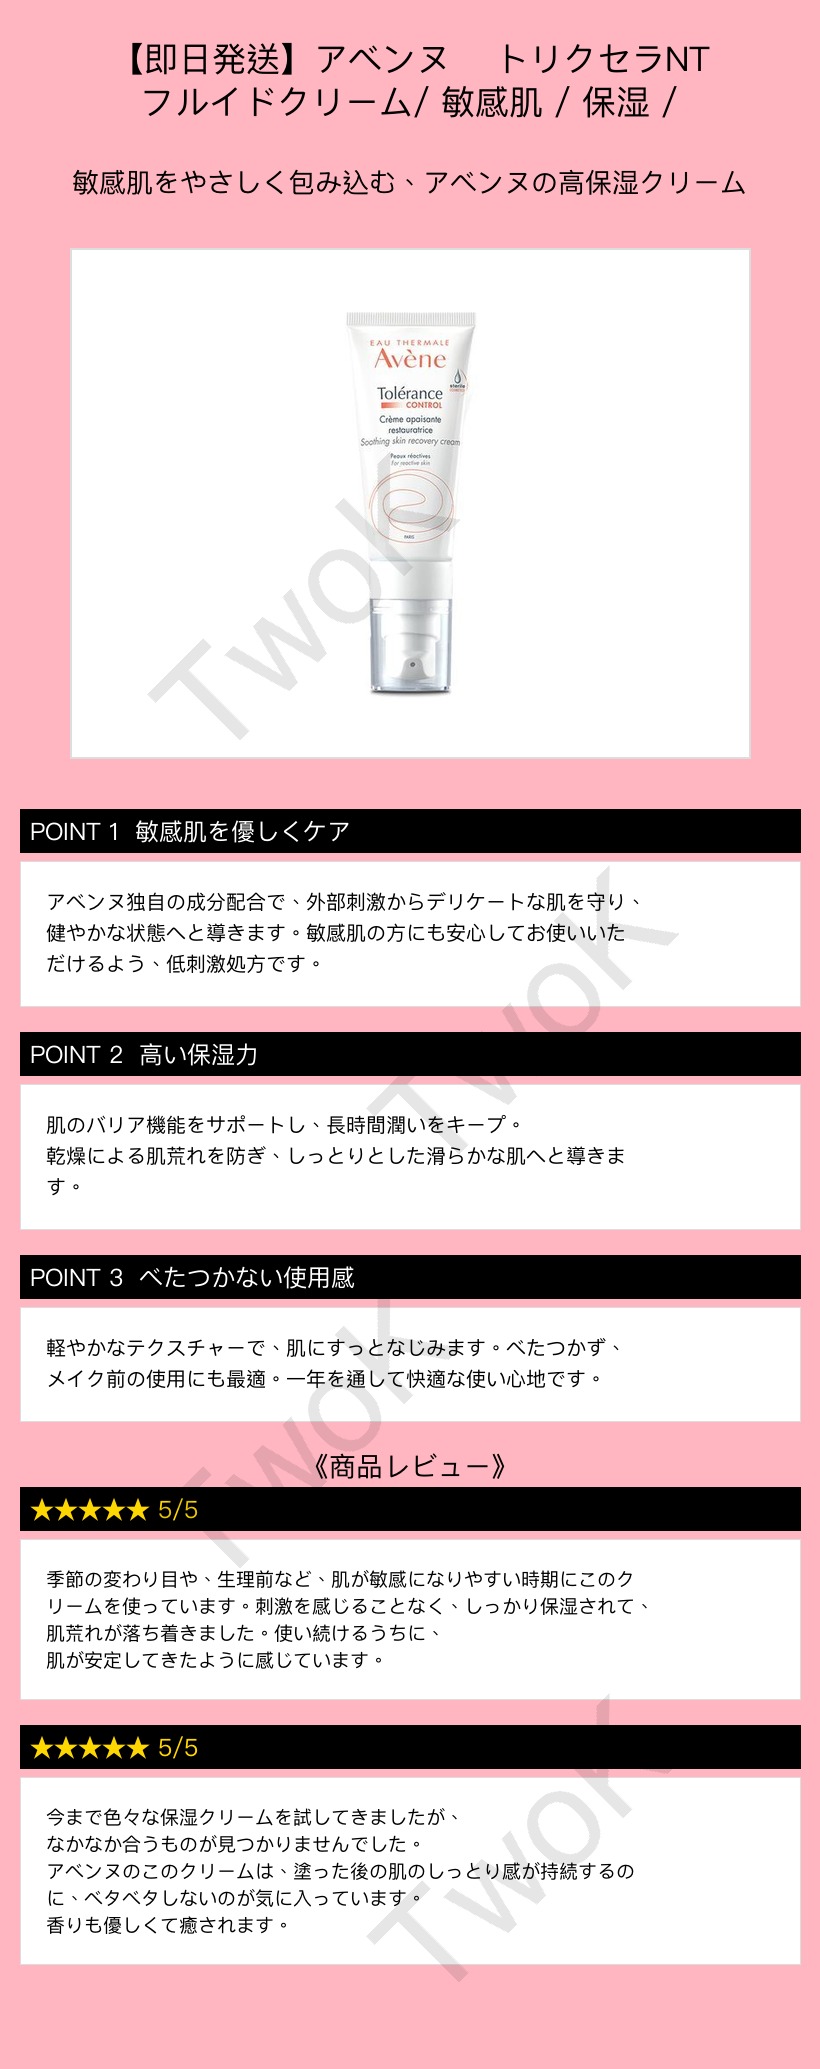 【即日発送】アベンヌ　トリクセラNT
フルイドクリーム/ 敏感肌 / 保湿 /
敏感肌をやさしく包み込む、アベンヌの高保湿クリーム
EAU THERMALE
Avène
sterile
Tolérance
CONTROL
Crème apaisante
restauratrice
Soothing skin recovery cream
Peaux réactives
For reactive skin
PARIS
TwoK
POINT 1 敏感肌を優しくケア
アベンヌ独自の成分配合で、外部刺激からデリケートな肌を守り、
健やかな状態へと導きます。敏感肌の方にも安心してお使いいた
だけるよう、低刺激処方です。
TwoK
POINT 2 高い保湿力
肌のバリア機能をサポートし、長時間潤いをキープ。
乾燥による肌荒れを防ぎ、しっとりとした滑らかな肌へと導きま
す。
POINT 3 べたつかない使用感
軽やかなテクスチャーで、肌にすっとなじみます。べたつかず、
メイク前の使用にも最適。一年を通して快適な使い心地です。
TwoK
《商品レビュー》
★★★★★ 5/5
季節の変わり目や、生理前など、肌が敏感になりやすい時期にこのク
リームを使っています。刺激を感じることなく、しっかり保湿されて、
肌荒れが落ち着きました。使い続けるうちに、
肌が安定してきたように感じています。
★★★★★ 5/5
今まで色々な保湿クリームを試してきましたが、
なかなか合うものが見つかりませんでした。
アベンヌのこのクリームは、塗った後の肌のしっとり感が持続するの
に、ベタベタしないのが気に入っています。
香りも優しくて癒されます。
TwoK